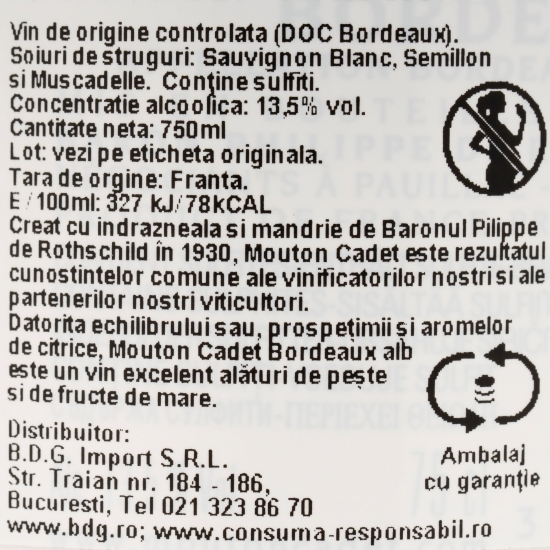 Vin de origine controlata (DOC Bordeaux).
Soiuri de struguri: Sauvignon Blanc, Semillon
si Muscadelle. Conține sulfiti.
Concentratie alcoolica: 13,5% vol.
Cantitate neta: 750ml
Lot: vezi pe eticheta originala.
Tara de orgine: Franta.
E / 100ml: 327 kJ/78kCAL
Creat cu indrazneala si mandrie de Baronul Pilippe
de Rothschild în 1930, Mouton Cadet este rezultatul
cunostintelor comune ale vinificatorilor nostri si ale
partenerilor nostri viticultori.
Datorita echilibrului sau, prospețimii și aromelor
de citrice, Mouton Cadet Bordeaux alb
este un vin excelent alături de pește
si de fructe de mare.
Distribuitor:
B.D.G. Import S.R.L.
Str. Traian nr. 184 - 186,
Bucuresti, Tel 021 323 86 70
www.bdg.ro; www.consuma-responsabil.ro
Ambalaj
cu garanție